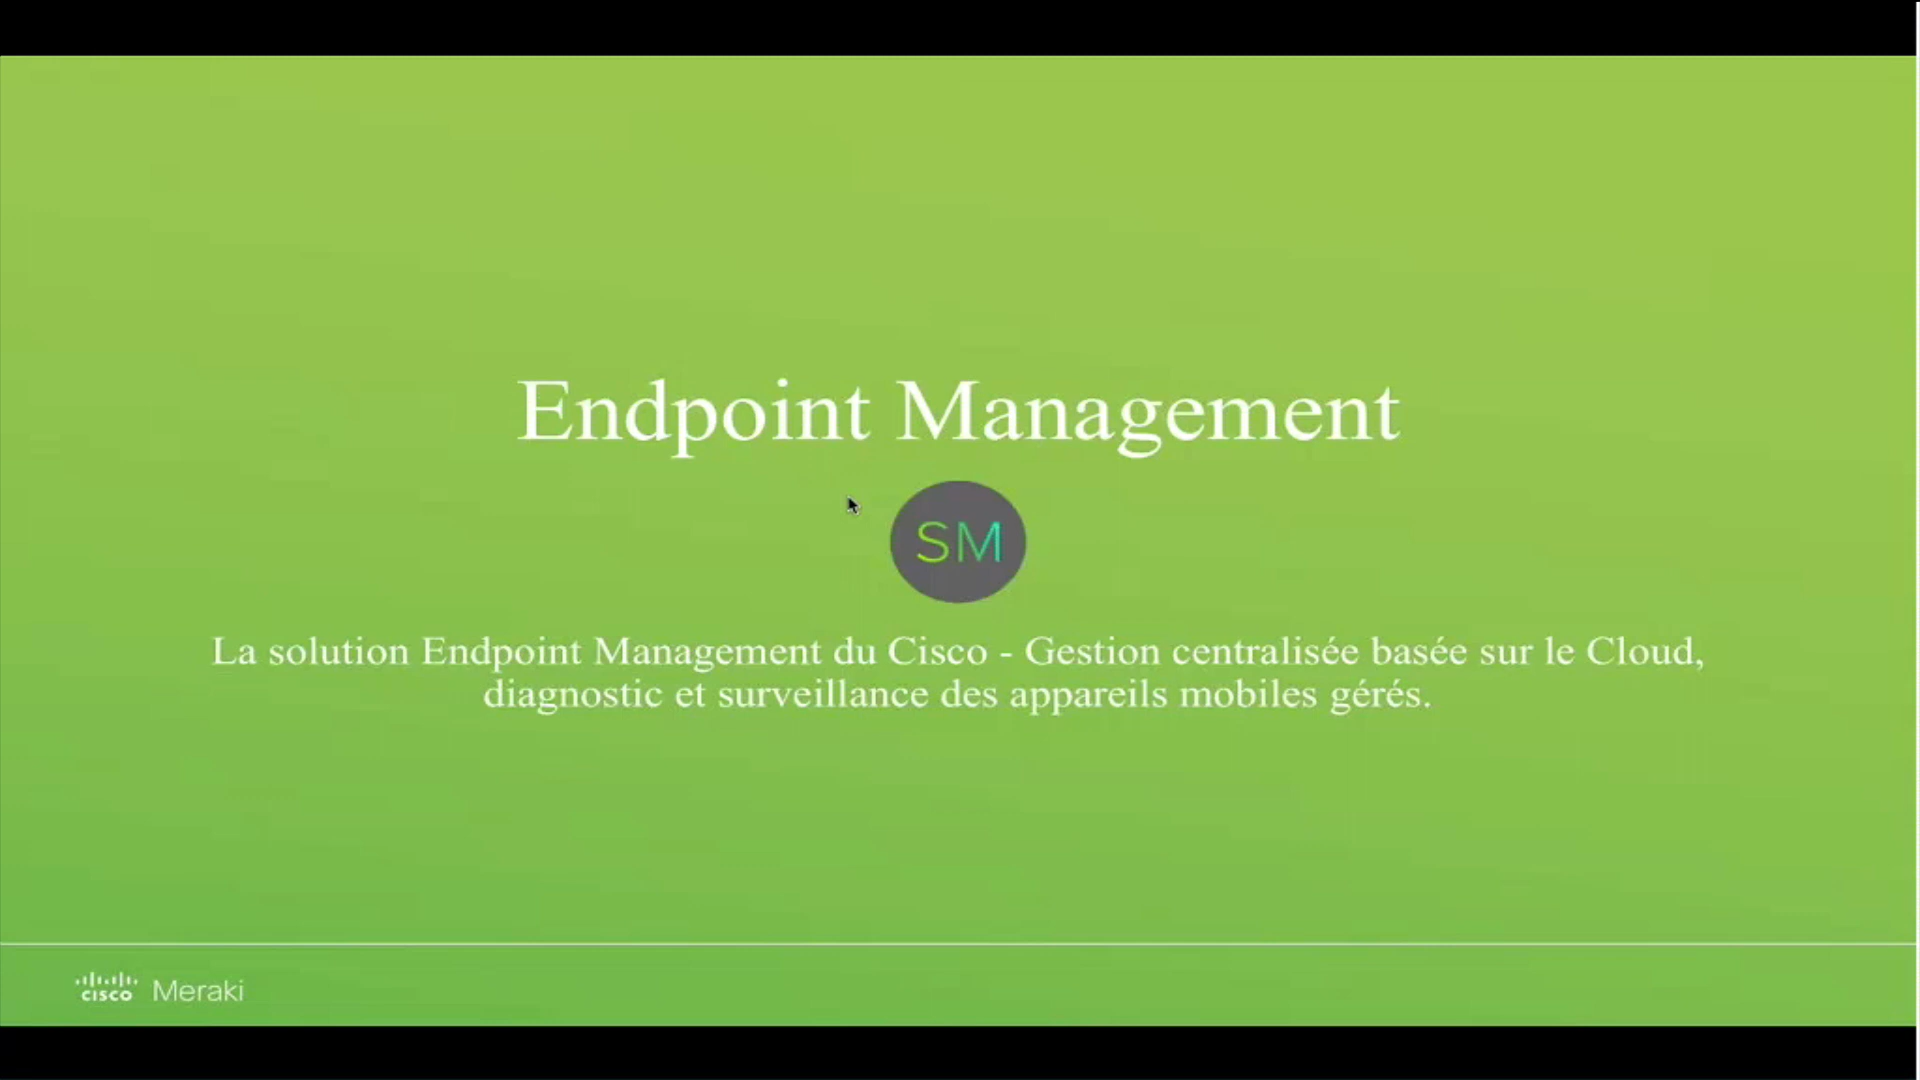 Endpoint Management
SM
La solution Endpoint Management du Cisco - Gestion centralisée basée sur le Cloud,
diagnostic et surveillance des appareils mobiles gérés.
cisco Meraki